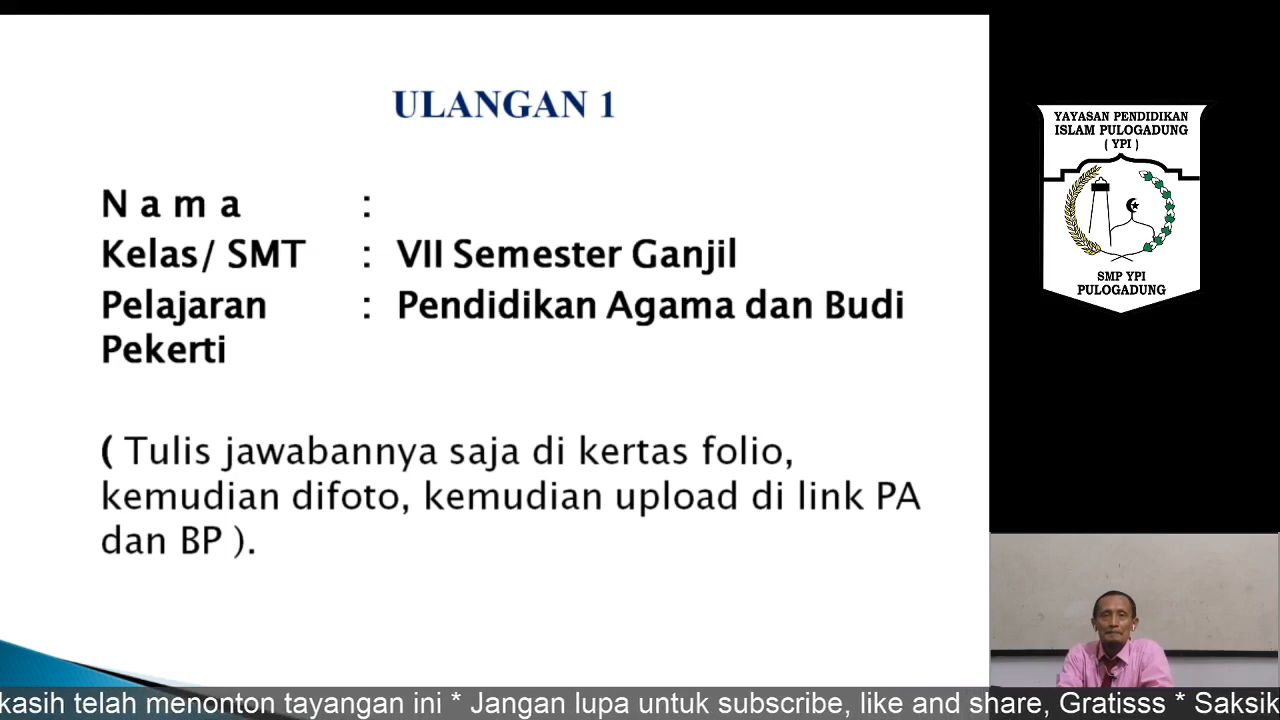 ULANGAN 1
N a m a :
Kelas/ SMT : VII Semester Ganjil
Pelajaran : Pendidikan Agama dan Budi
Pekerti
( Tulis jawabannya saja di kertas folio,
kemudian difoto, kemudian upload di link PA
dan BP ).
YAYASAN PENDIDIKAN
ISLAM PULOGADUNG
( YPI )
SMP YPI
PULOGADUNG
kasih telah menonton tayangan ini * Jangan lupa untuk subscribe, like and share, Gratisss * Saksik